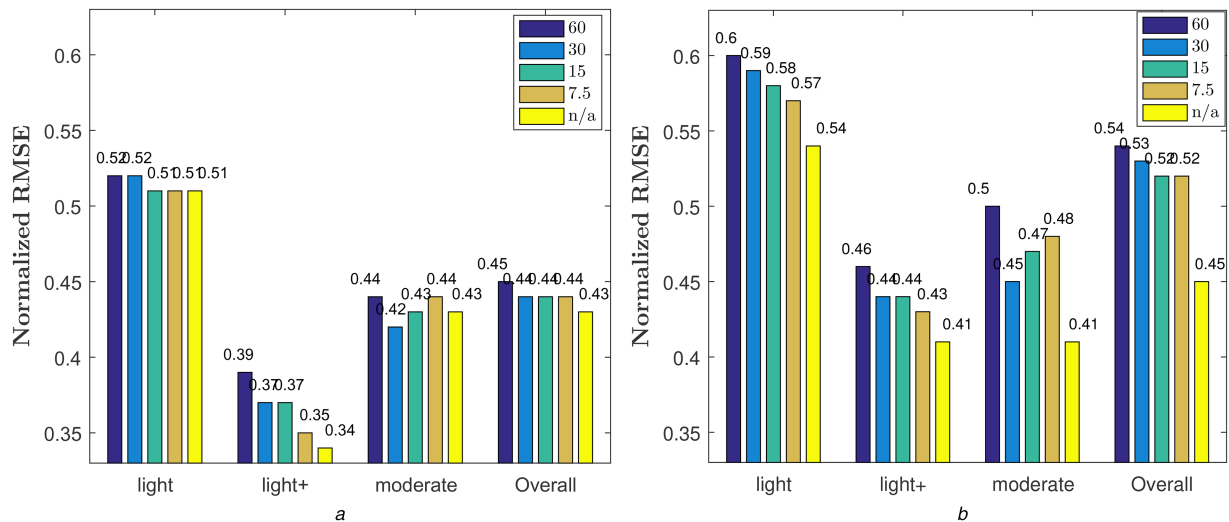 Normalized RMSE
0.6
0.55
0.5
0.45
0.4
0.35
60
30
15
7.5
n/a
0.52 0.52 0.51 0.51 0.51
0.39 0.37 0.37 0.35 0.34
0.44 0.42 0.43 0.44 0.43
0.45 0.44 0.44 0.44 0.43
light light+ moderate Overall
a
Normalized RMSE
0.6
0.55
0.5
0.45
0.4
0.35
60
30
15
7.5
n/a
0.6 0.59 0.58 0.57 0.54
0.46 0.44 0.44 0.43 0.41
0.5 0.45 0.47 0.48 0.41
0.54 0.53 0.52 0.52 0.45
light light+ moderate Overall
b